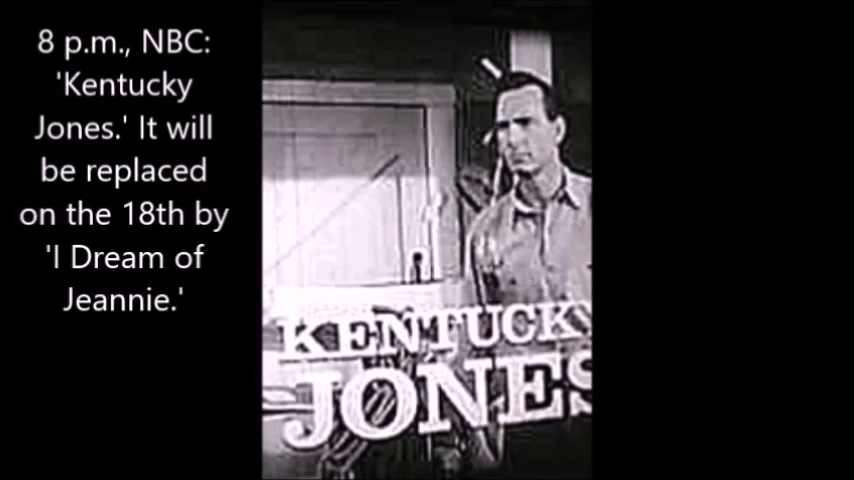 8 p.m., NBC:
'Kentucky
Jones.' It will
be replaced
on the 18th by
'I Dream of
Jeannie.'
KENTUCKY
JONES